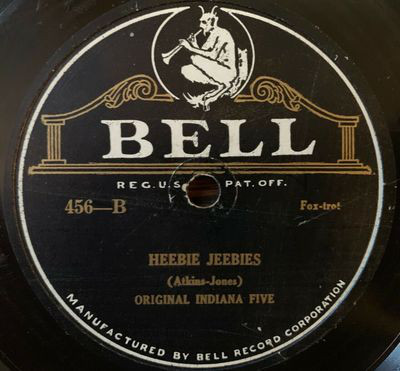 BELL
REG. U.S. PAT. OFF.
456—B
Fox-trot
HEEBIE JEEBIES
(Atkins-Jones)
ORIGINAL INDIANA FIVE
MANUFACTURED BY BELL RECORD CORPORATION